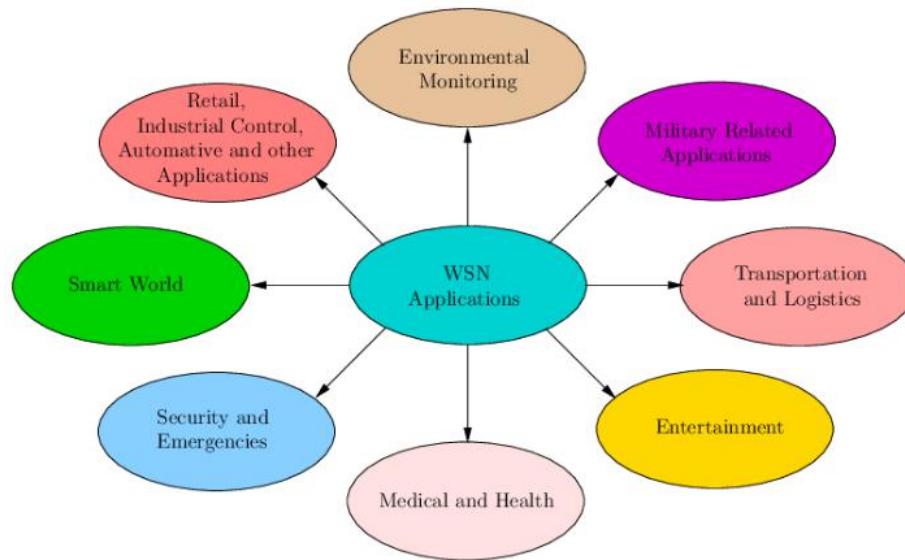 Environmental
Monitoring
Retail,
Industrial Control,
Automative and other
Applications
Military Related
Applications
Smart World
WSN
Applications
Transportation
and Logistics
Security and
Emergencies
Entertainment
Medical and Health